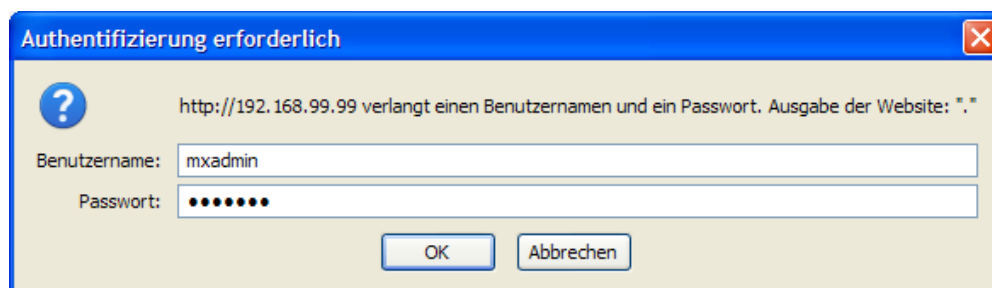 Authentifizierung erforderlich
http://192.168.99.99 verlangt einen Benutzernamen und ein Passwort. Ausgabe der Website: "."
Benutzername: mxadmin
Passwort: •••••••
OK Abbrechen